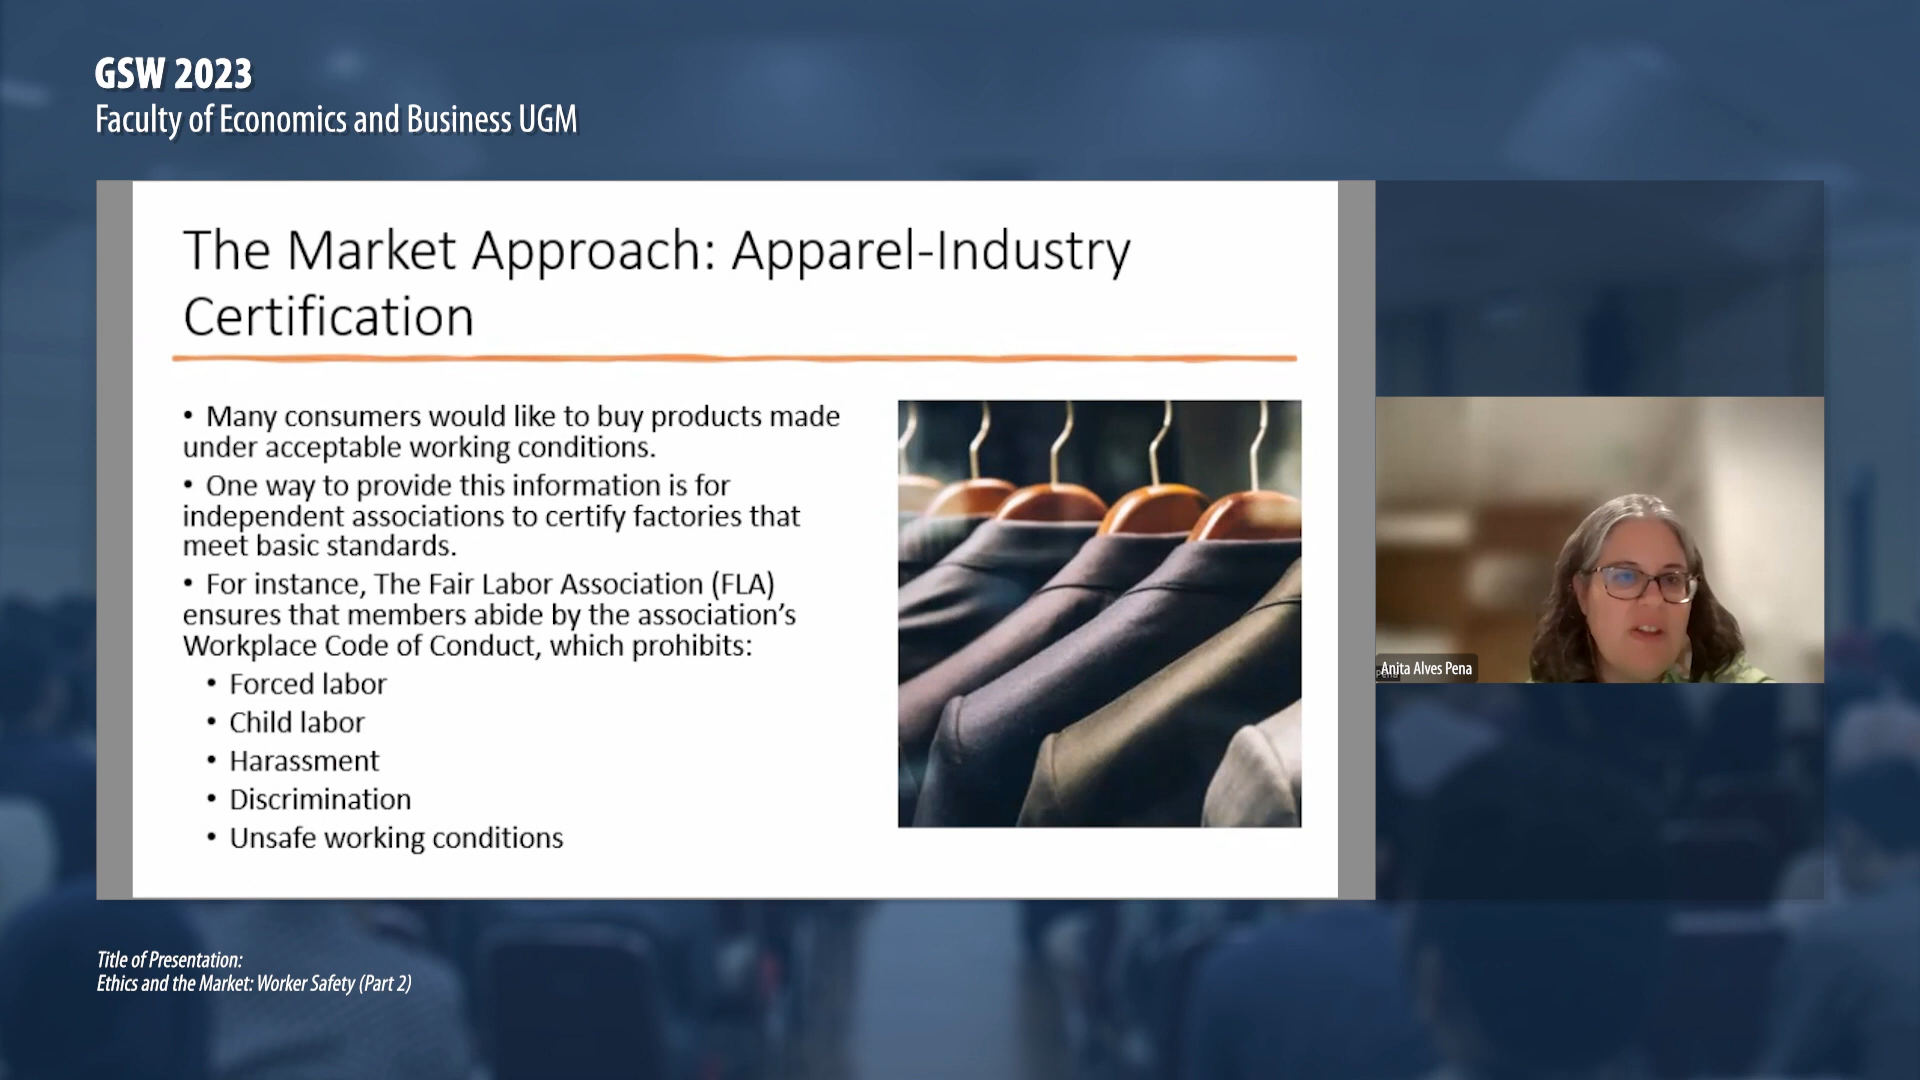 GSW 2023
Faculty of Economics and Business UGM
The Market Approach: Apparel-Industry
Certification
• Many consumers would like to buy products made
under acceptable working conditions.
• One way to provide this information is for
independent associations to certify factories that
meet basic standards.
• For instance, The Fair Labor Association (FLA)
ensures that members abide by the association’s
Workplace Code of Conduct, which prohibits:
• Forced labor
• Child labor
• Harassment
• Discrimination
• Unsafe working conditions
Anita Alves Pena
Title of Presentation:
Ethics and the Market: Worker Safety (Part 2)